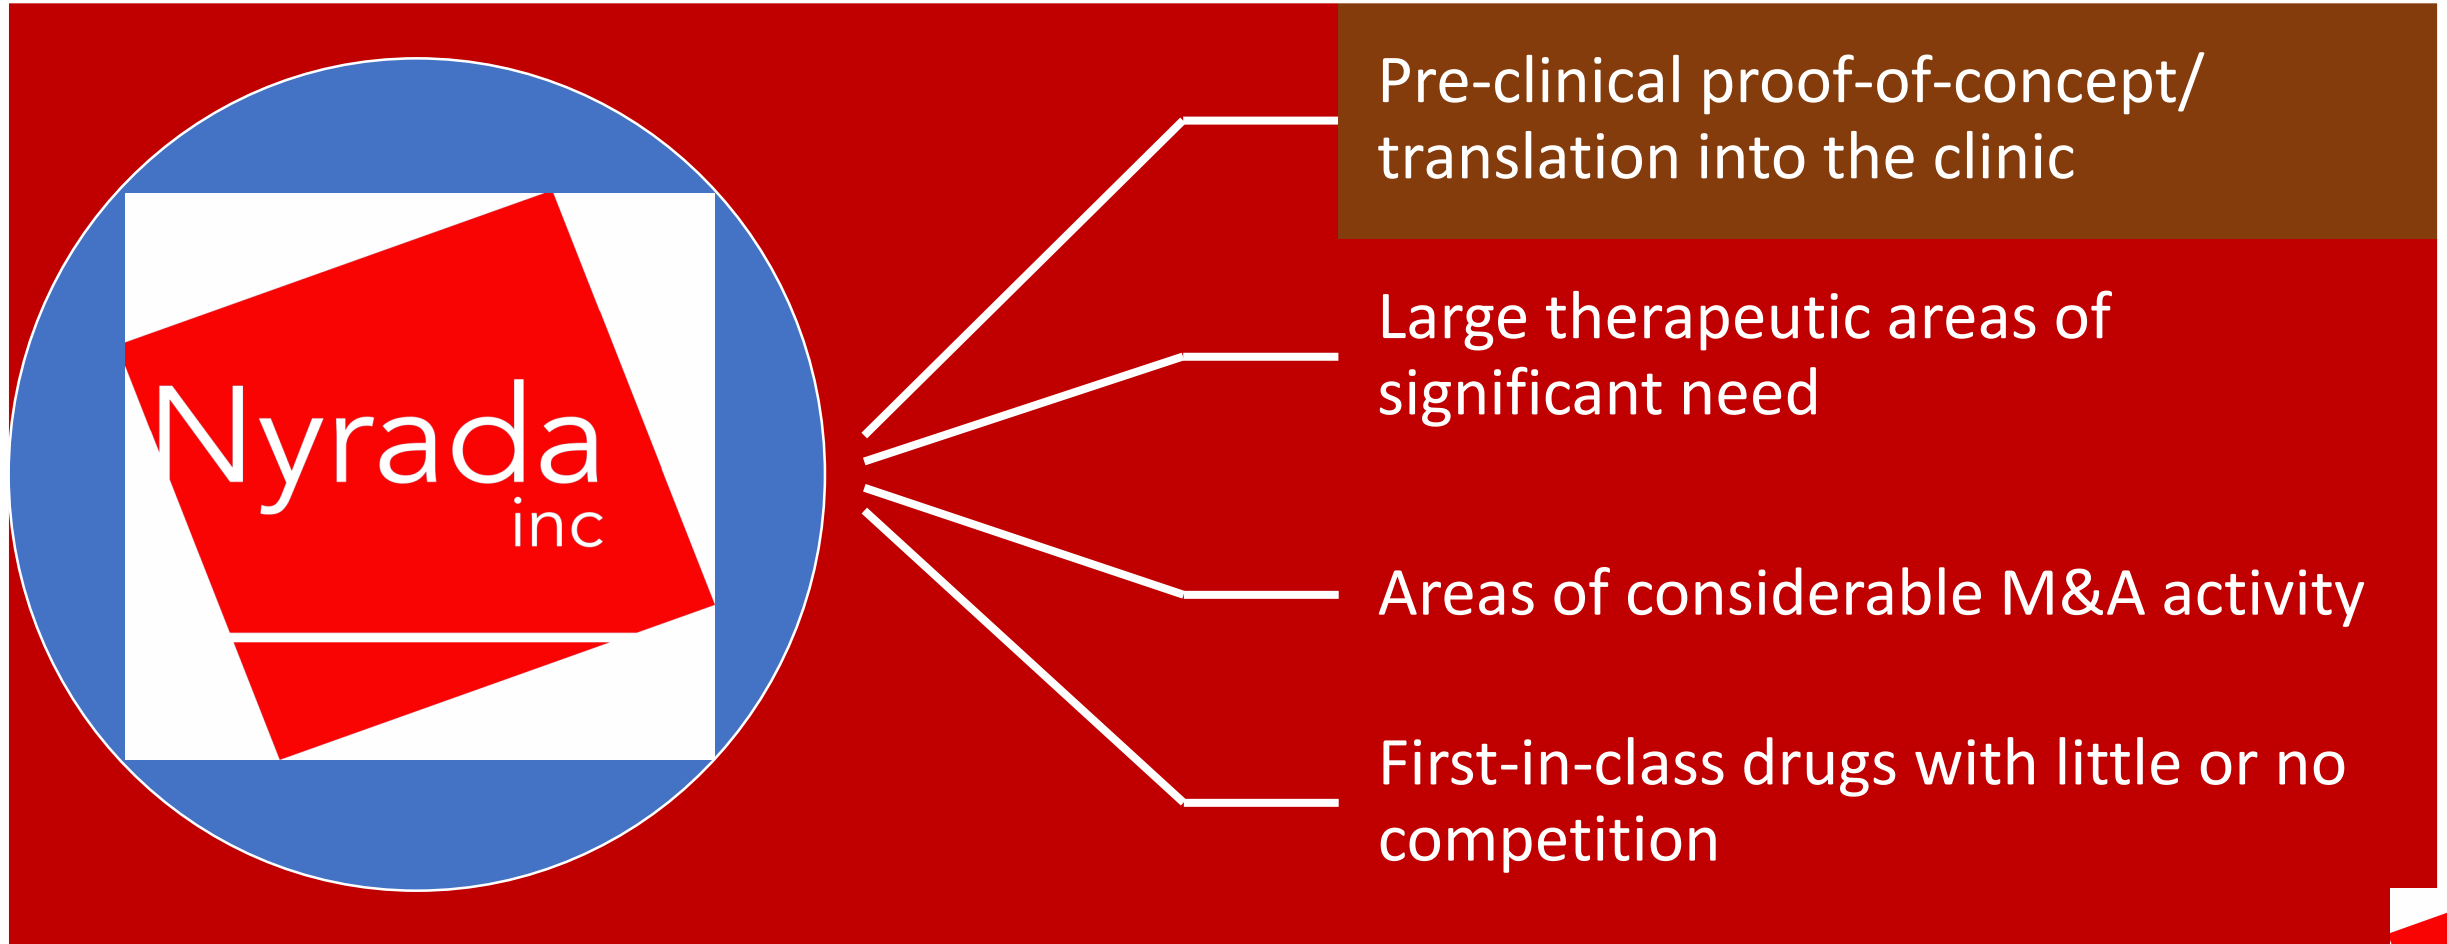 Nyrada
inc
Pre-clinical proof-of-concept/
translation into the clinic
Large therapeutic areas of
significant need
Areas of considerable M&A activity
First-in-class drugs with little or no
competition